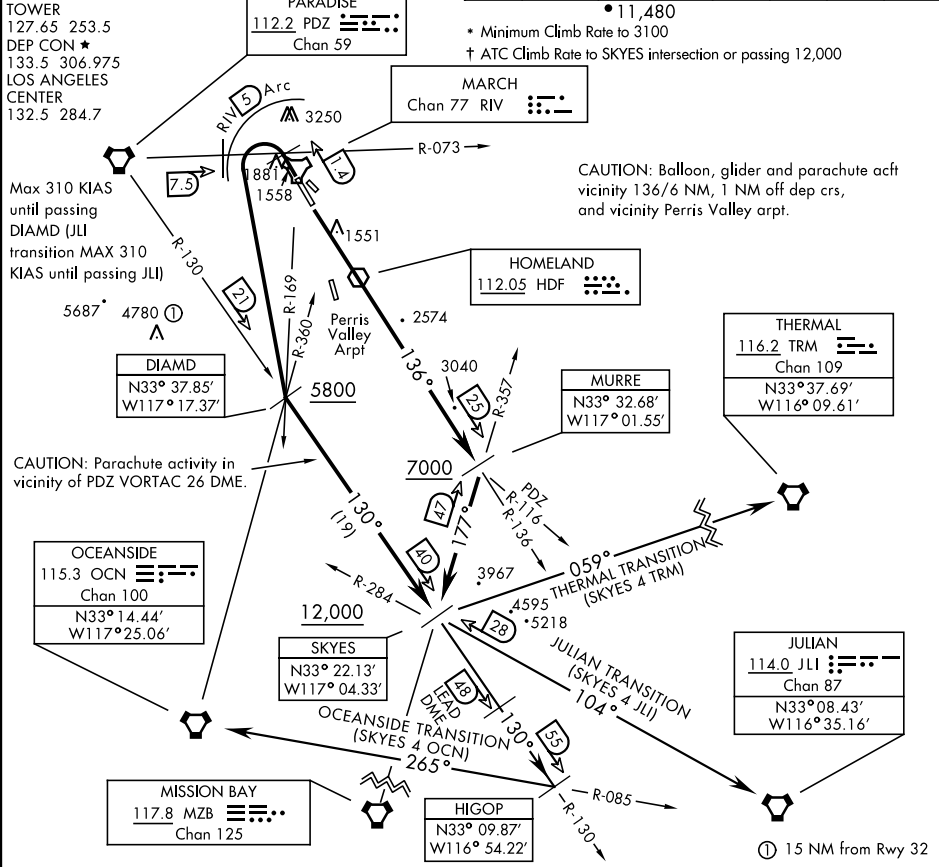 TOWER
127.65 253.5
DEP CON ★
133.5 306.975
LOS ANGELES
CENTER
132.5 284.7
PARADISE
112.2 PDZ
Chan 59
• 11,480
* Minimum Climb Rate to 3100
† ATC Climb Rate to SKYES intersection or passing 12,000
MARCH
Chan 77 RIV
RIV 5 Arc
3250
R-073
7.5
1881
1558
1.4
CAUTION: Balloon, glider and parachute acft
vicinity 136/6 NM, 1 NM off dep crs,
and vicinity Perris Valley arpt.
Max 310 KIAS
until passing
DIAMD (JLI
transition MAX 310
KIAS until passing JLI)
R-130
21
R-169
R-360
1551
HOMELAND
112.05 HDF
Perris
Valley
Arpt
2574
5687
4780 ①
136°
3040
25
R-357
THERMAL
116.2 TRM
Chan 109
N33° 37.69'
W116° 09.61'
DIAMD
N33° 37.85'
W117° 17.37'
5800
MURRE
N33° 32.68'
W117° 01.55'
CAUTION: Parachute activity in
vicinity of PDZ VORTAC 26 DME.
7000
47
177°
PDZ
R-116
R-136
130°
(19)
40
R-284
3967
059°
THERMAL TRANSITION
(SKYES 4 TRM)
OCEANSIDE
115.3 OCN
Chan 100
N33° 14.44'
W117° 25.06'
12,000
4595
5218
28
SKYES
N33° 22.13'
W117° 04.33'
JULIAN TRANSITION
(SKYES 4 JLI)
104°
JULIAN
114.0 JLI
Chan 87
N33° 08.43'
W116° 35.16'
48
LEAD
DME
130°
55
OCEANSIDE TRANSITION
(SKYES 4 OCN)
265°
MISSION BAY
117.8 MZB
Chan 125
HIGOP
N33° 09.87'
W116° 54.22'
R-085
R-130
① 15 NM from Rwy 32